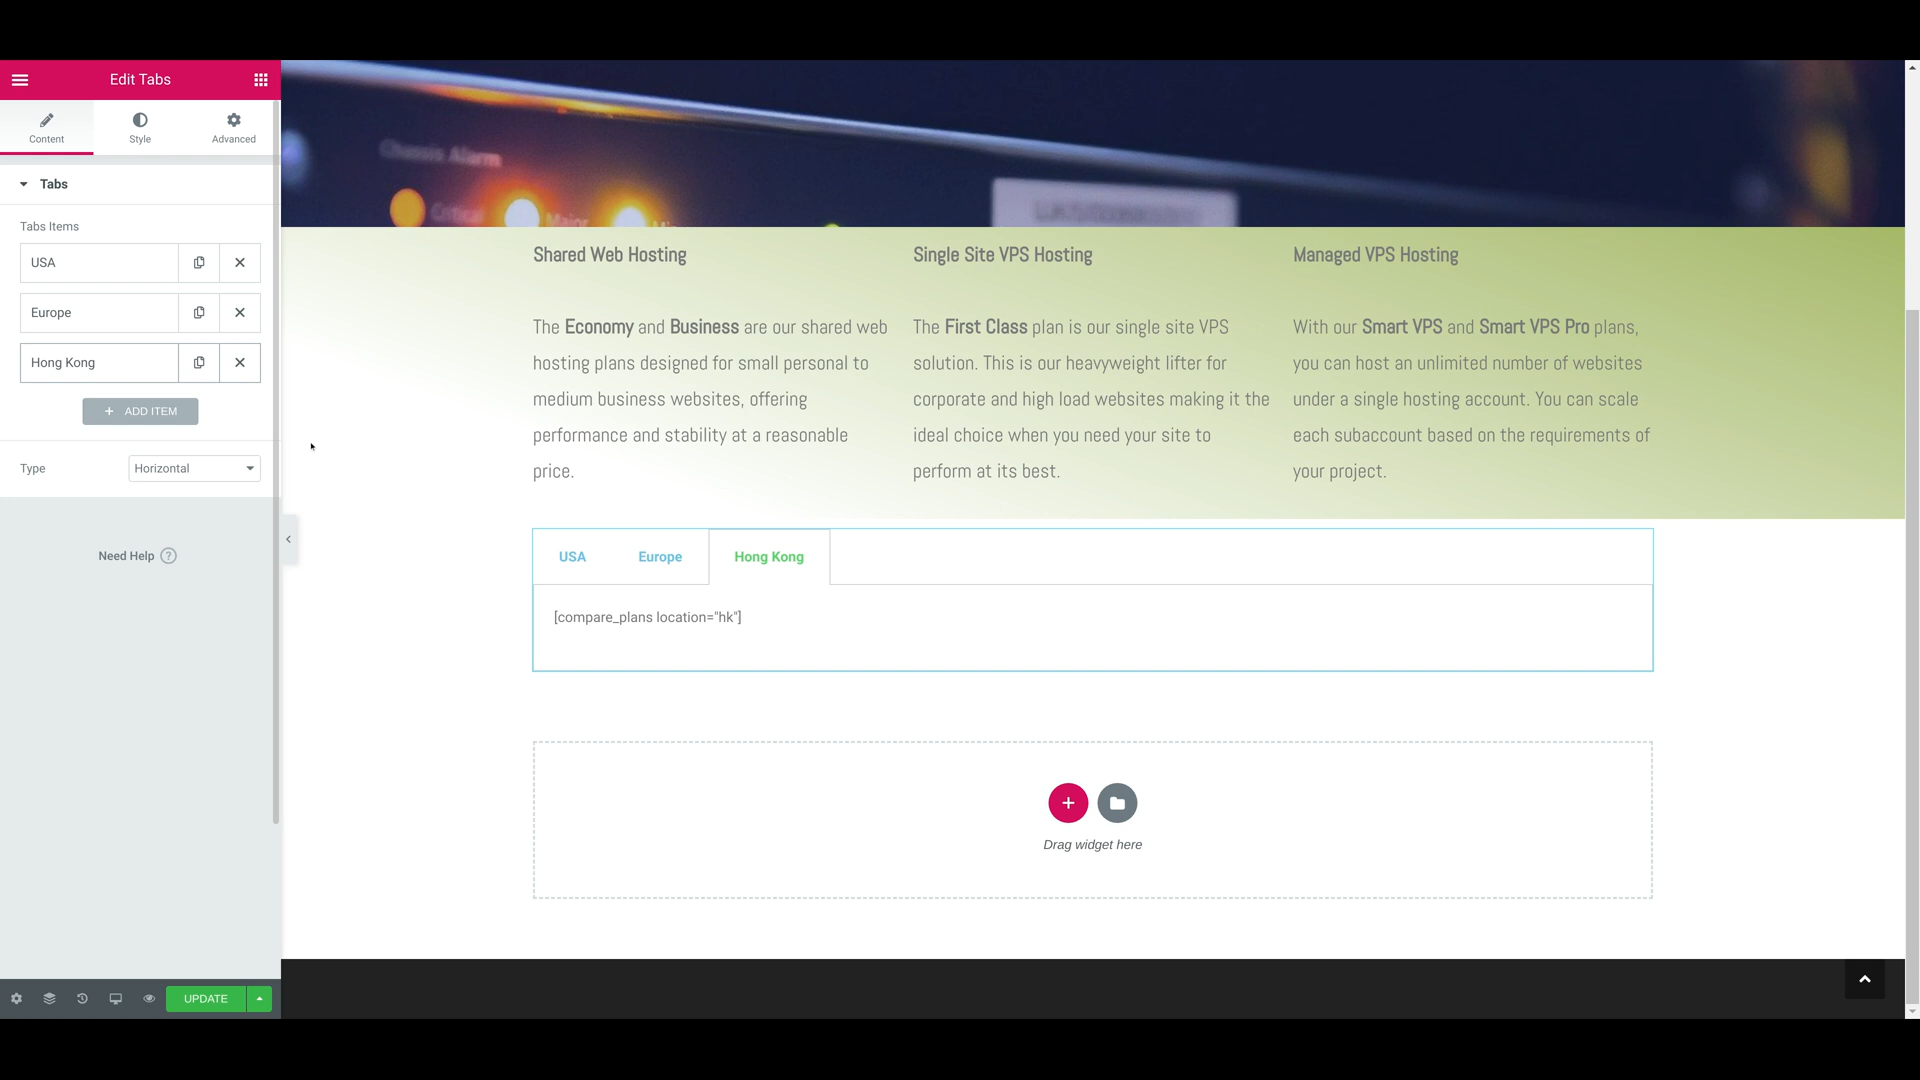 Edit Tabs
Content
Style
Advanced
Tabs
Tabs Items
USA
Europe
Hong Kong
ADD ITEM
Type
Horizontal
Need Help
UPDATE
Chassis Alarm
Critical
Major
Shared Web Hosting
The Economy and Business are our shared web
hosting plans designed for small personal to
medium business websites, offering
performance and stability at a reasonable
price.
Single Site VPS Hosting
The First Class plan is our single site VPS
solution. This is our heavyweight lifter for
corporate and high load websites making it the
ideal choice when you need your site to
perform at its best.
Managed VPS Hosting
With our Smart VPS and Smart VPS Pro plans,
you can host an unlimited number of websites
under a single hosting account. You can scale
each subaccount based on the requirements of
your project.
USA Europe Hong Kong
[compare_plans location="hk"]
Drag widget here